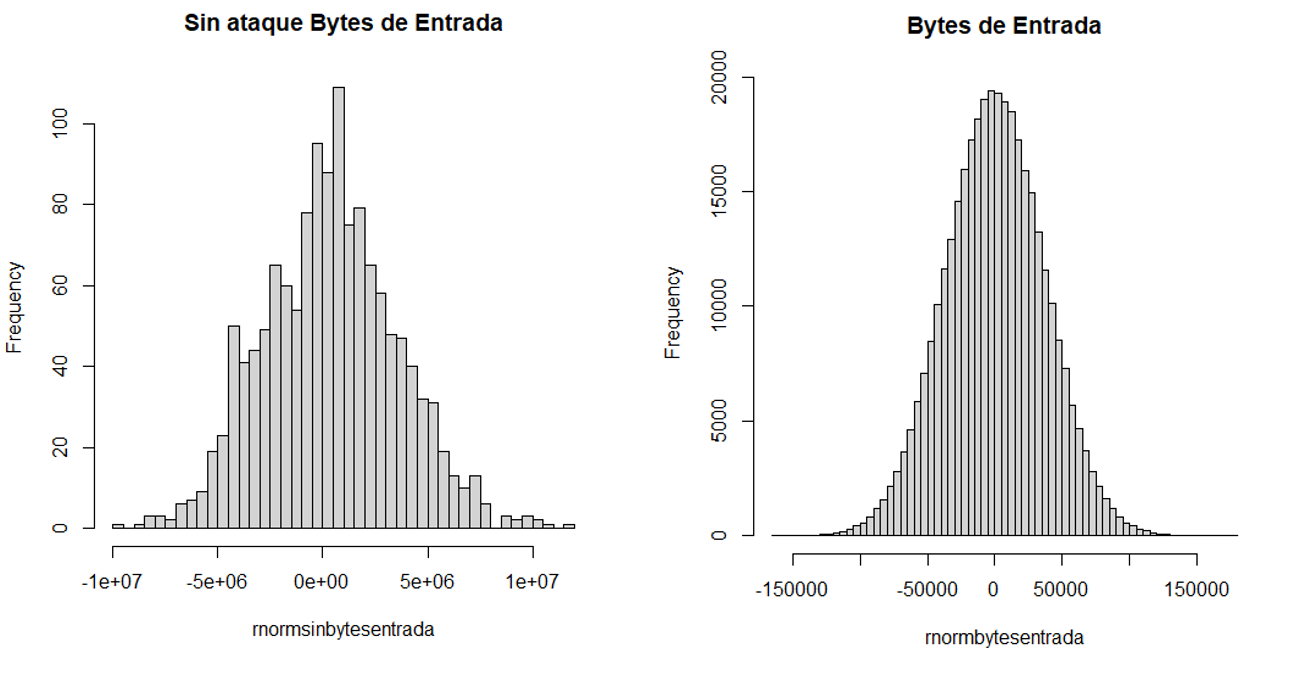 Sin ataque Bytes de Entrada
Frequency
100
80
60
40
20
0
-1e+07 -5e+06 0e+00 5e+06 1e+07
rnormsinbytesentrada
Bytes de Entrada
Frequency
20000
15000
10000
5000
0
-150000 -50000 0 50000 150000
rnormbytesentrada